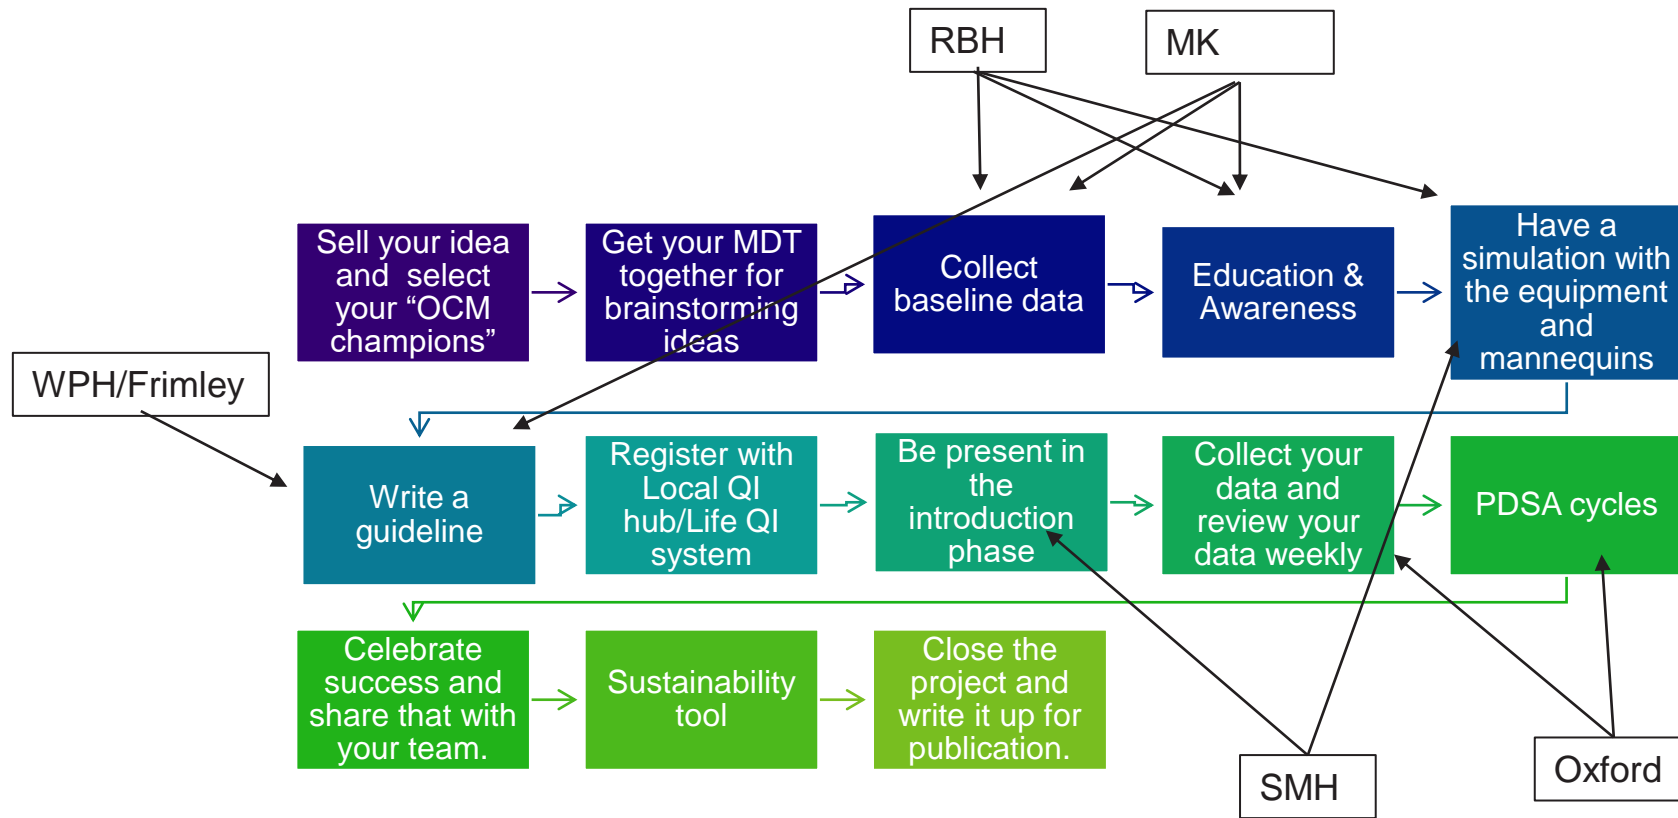 RBH
MK
Sell your idea
and select
your “OCM
champions”
Get your MDT
together for
brainstorming
ideas
Collect
baseline data
Education &
Awareness
Have a
simulation with
the equipment
and
mannequins
WPH/Frimley
Write a
guideline
Register with
Local QI
hub/Life QI
system
Be present in
the
introduction
phase
Collect your
data and
review your
data weekly
PDSA cycles
Celebrate
success and
share that with
your team.
Sustainability
tool
Close the
project and
write it up for
publication.
SMH
Oxford